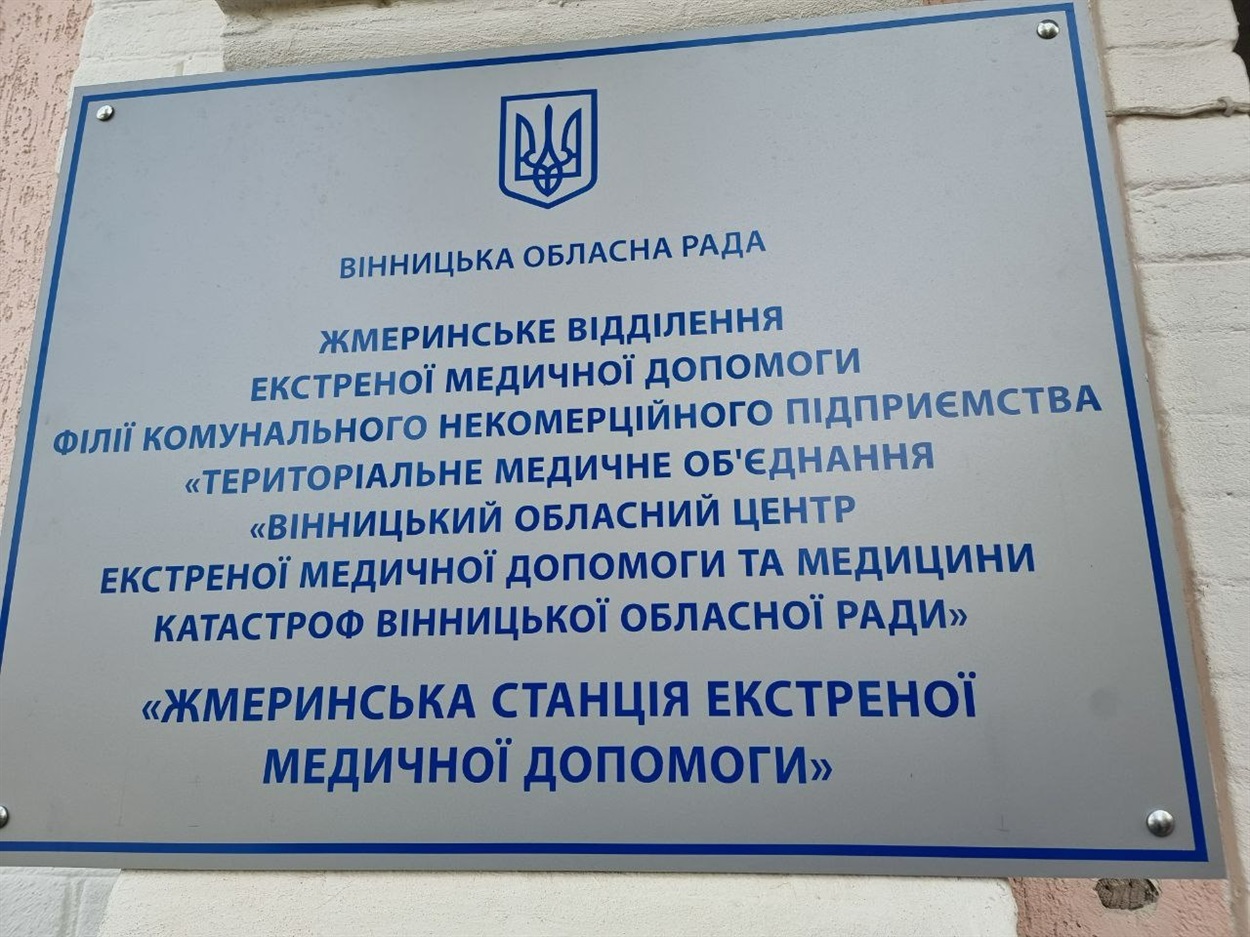 ВІННИЦЬКА ОБЛАСНА РАДА
ЖМЕРИНСЬКЕ ВІДДІЛЕННЯ
ЕКСТРЕНОЇ МЕДИЧНОЇ ДОПОМОГИ
ФІЛІЇ КОМУНАЛЬНОГО НЕКОМЕРЦІЙНОГО ПІДПРИЄМСТВА
«ТЕРИТОРІАЛЬНЕ МЕДИЧНЕ ОБ'ЄДНАННЯ
«ВІННИЦЬКИЙ ОБЛАСНИЙ ЦЕНТР
ЕКСТРЕНОЇ МЕДИЧНОЇ ДОПОМОГИ ТА МЕДИЦИНИ
КАТАСТРОФ ВІННИЦЬКОЇ ОБЛАСНОЇ РАДИ»
«ЖМЕРИНСЬКА СТАНЦІЯ ЕКСТРЕНОЇ
МЕДИЧНОЇ ДОПОМОГИ»